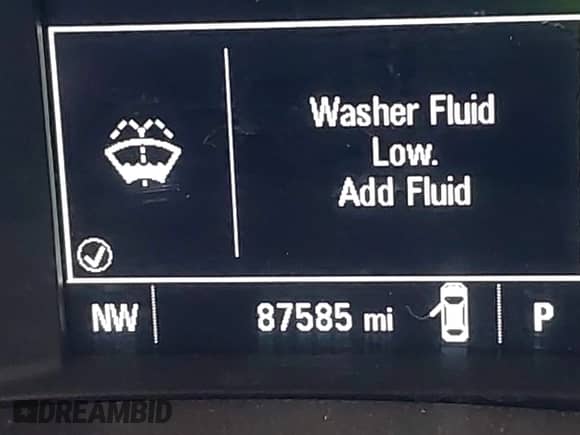 Washer Fluid
Low.
Add Fluid
NW
87585 mi
P
DREAMBID